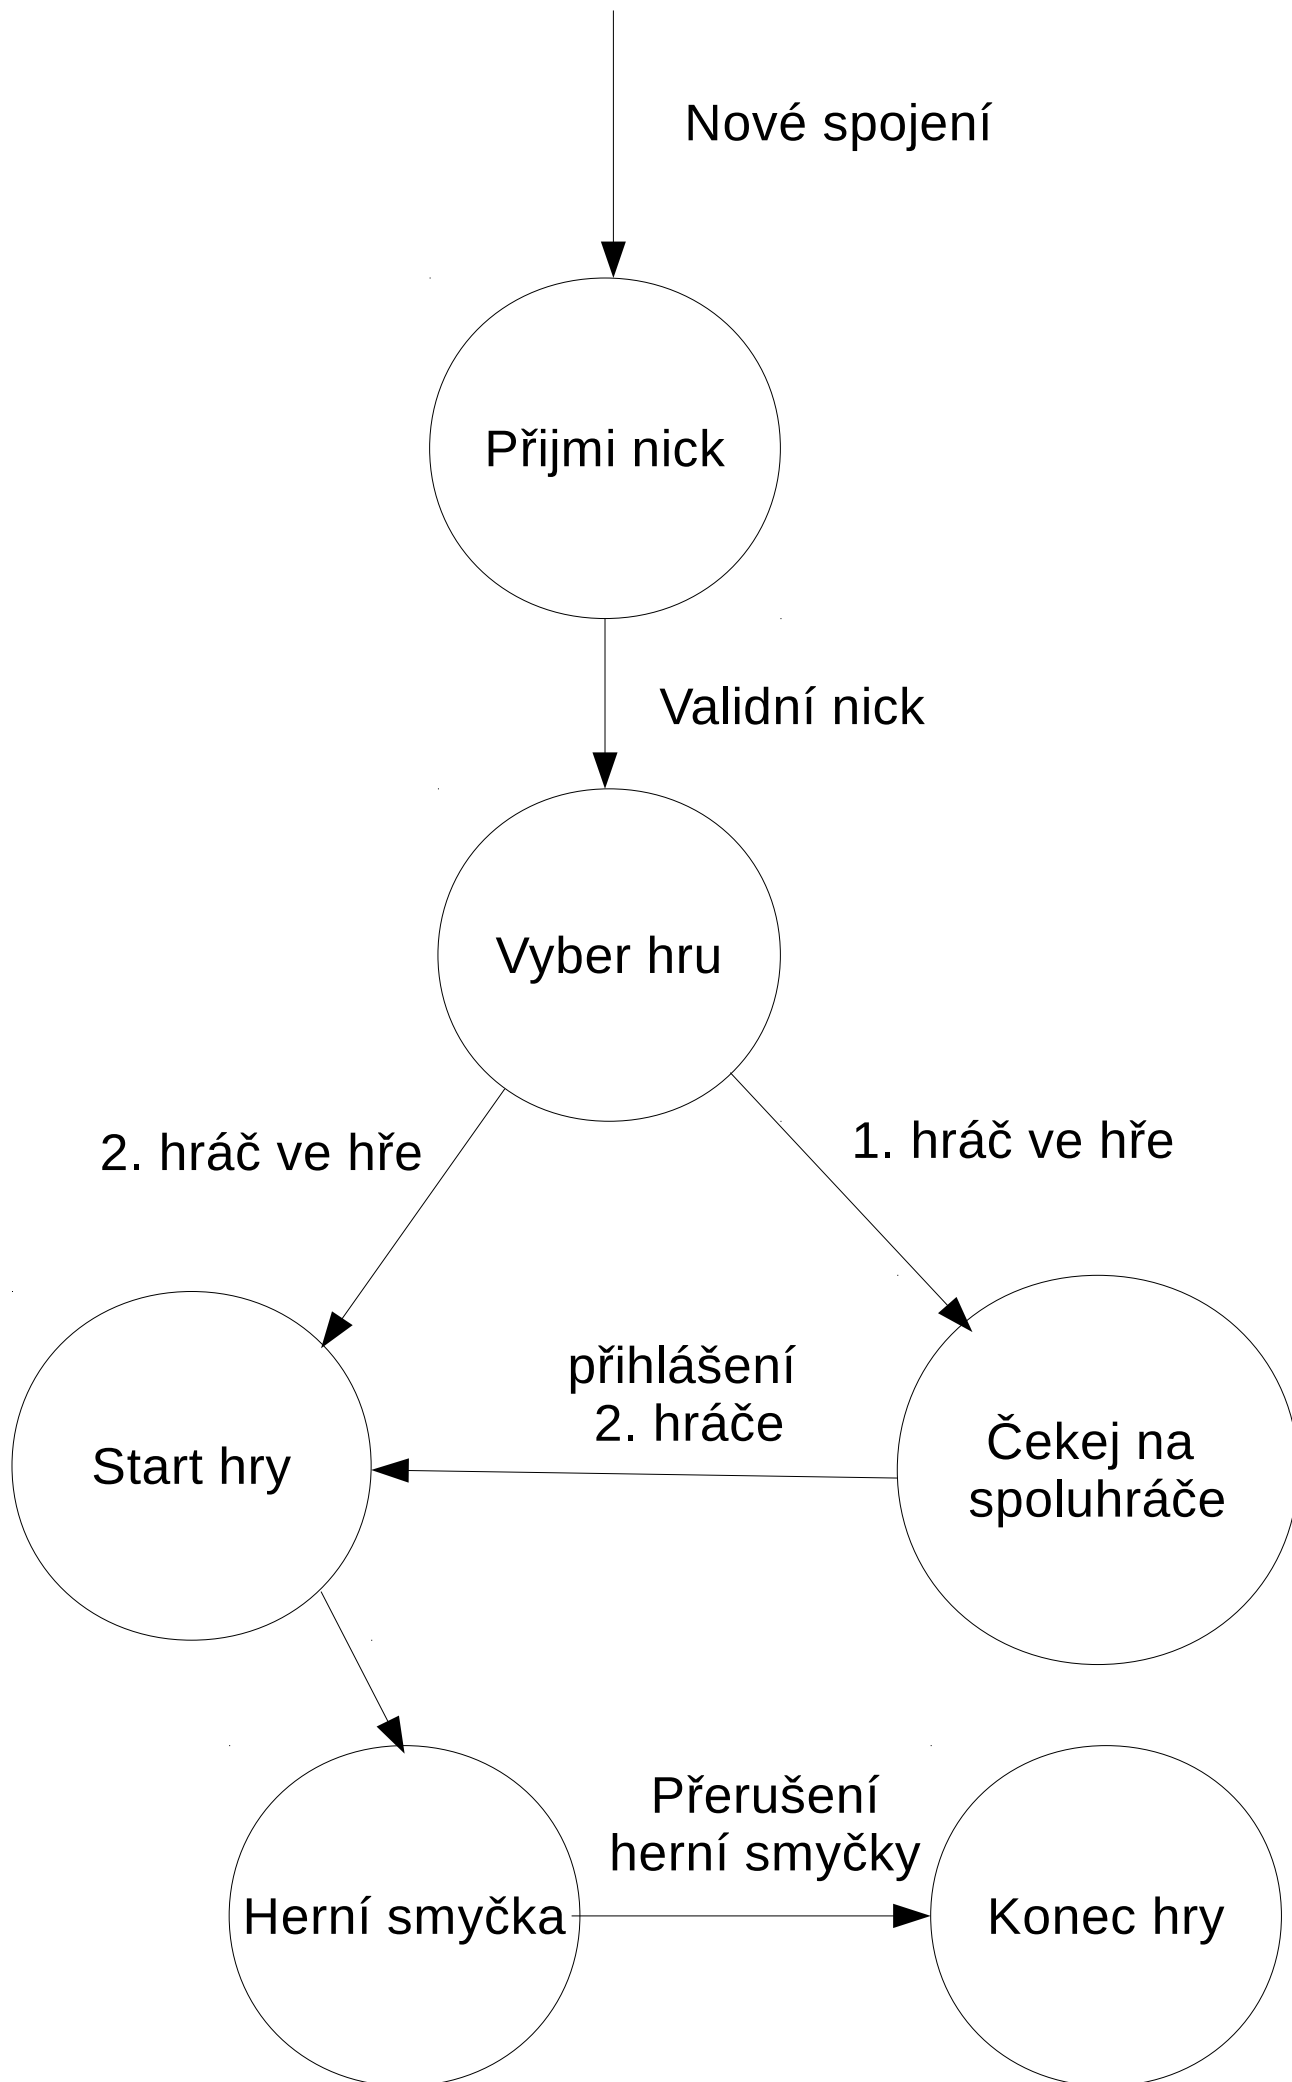 Nové spojení
Přijmi nick
Validní nick
Vyber hru
2. hráč ve hře
1. hráč ve hře
přihlášení
2. hráče
Start hry
Čekej na
spoluhráče
Přerušení
herní smyčky
Herní smyčka
Konec hry